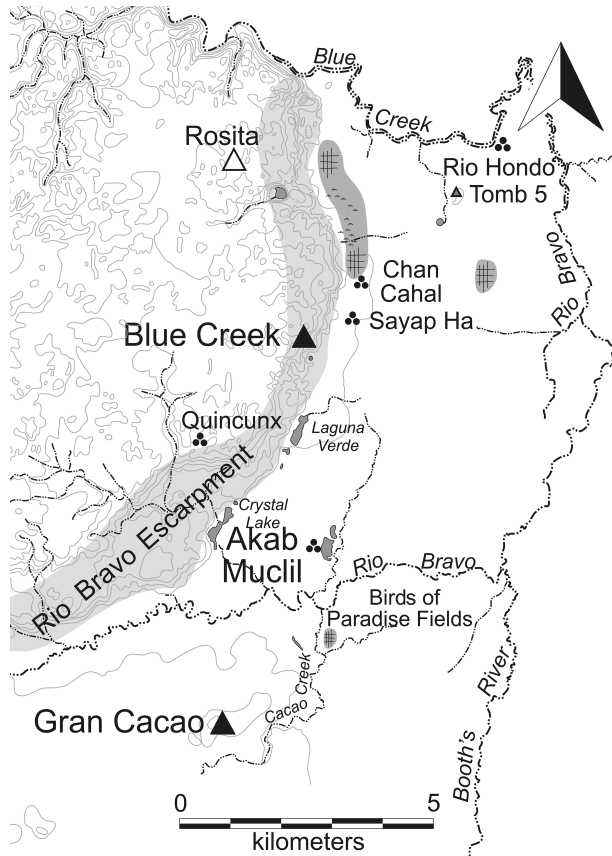 Blue
Creek
Rosita
Rio Hondo
Tomb 5
Bravo
Rio
Chan
Cahal
Sayap Ha
Blue Creek
Quincunx
Laguna
Verde
Rio Bravo Escarpment
Crystal
Lake
Akab
Muclil
Rio Bravo
Birds of
Paradise Fields
Cacao Creek
River
Booth's
Gran Cacao
0 5
kilometers